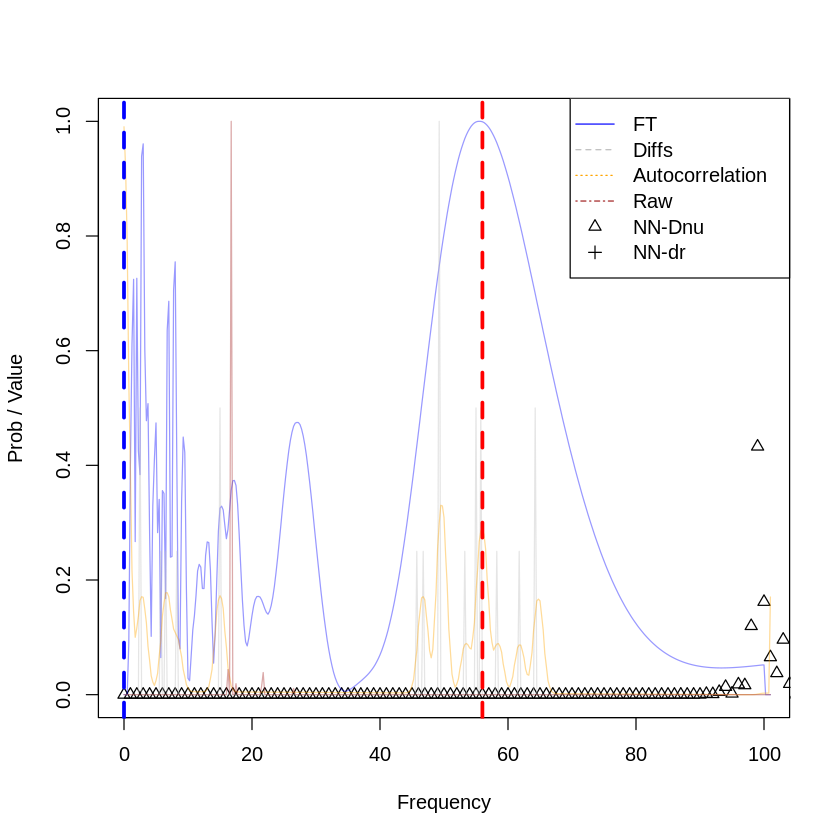 FT
Diffs
Autocorrelation
Raw
NN-Dnu
NN-dr
Prob / Value
1.0
0.8
0.6
0.4
0.2
0.0
0 20 40 60 80 100
Frequency